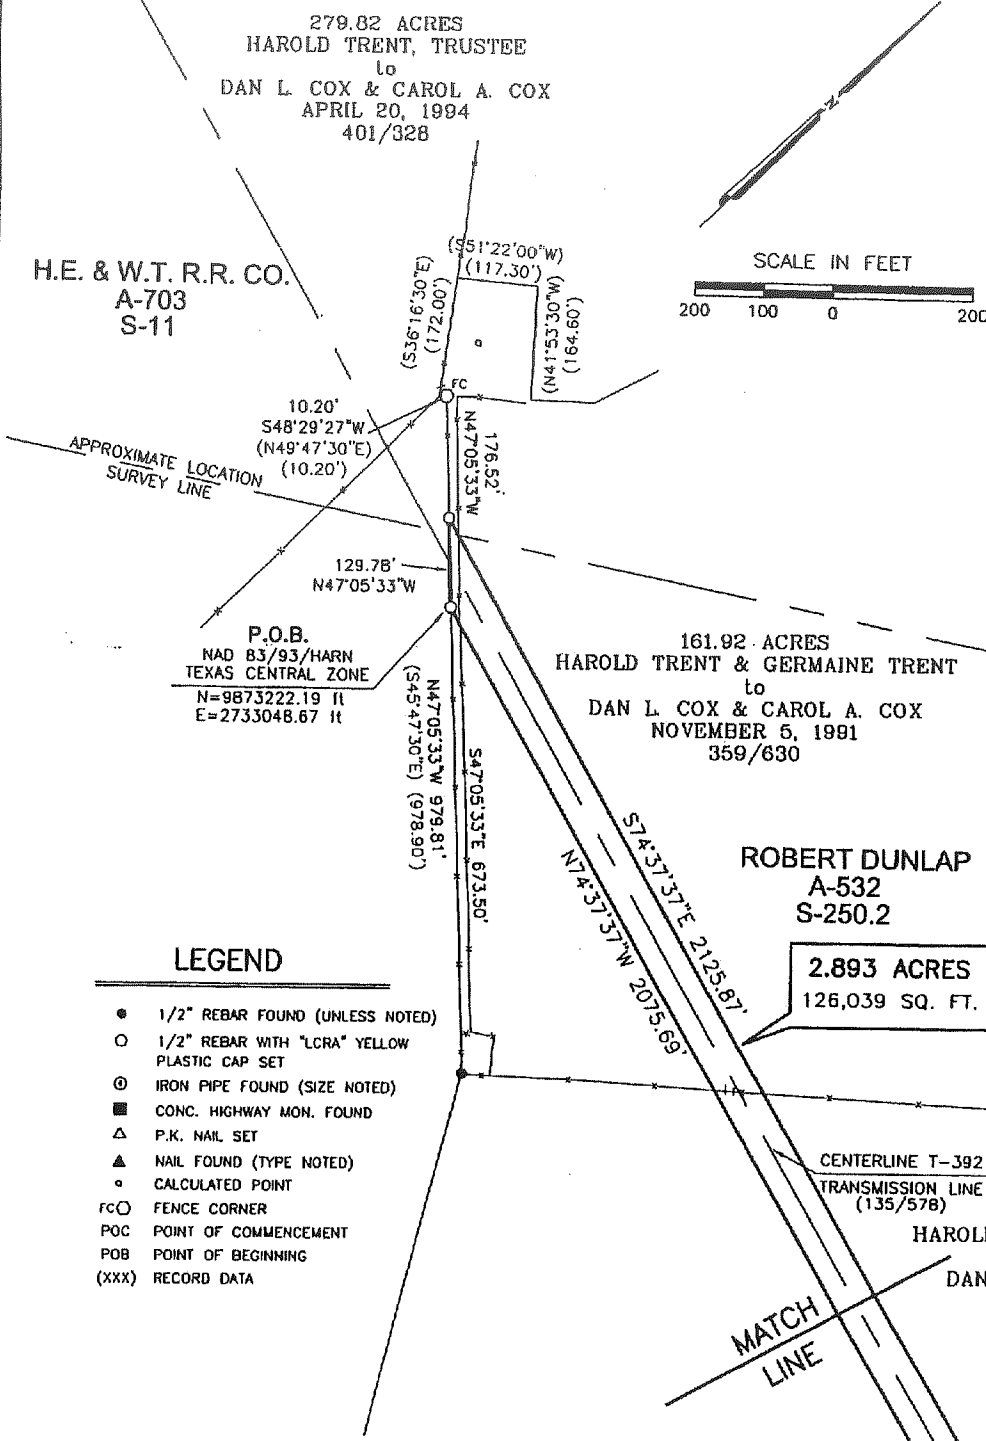 279.82 ACRES
HAROLD TRENT, TRUSTEE
to
DAN L. COX & CAROL A. COX
APRIL 20, 1994
401/328
N
H.E. & W.T. R.R. CO.
A-703
S-11
SCALE IN FEET
200 100 0 200
(S51°22'00"W)
(117.30')
(S36°16'30"E)
(172.00')
(N41°53'30"W)
(164.60')
FC
10.20'
S48°29'27"W
(N49°47'30"E)
(10.20')
176.52'
N47°05'33"W
APPROXIMATE LOCATION
SURVEY LINE
129.78'
N47°05'33"W
P.O.B.
NAD 83/93/HARN
TEXAS CENTRAL ZONE
N=9873222.19 ft
E=2733048.67 ft
161.92 ACRES
HAROLD TRENT & GERMAINE TRENT
to
DAN L. COX & CAROL A. COX
NOVEMBER 5, 1991
359/630
N47°05'33"W 979.81'
(S45°47'30"E) (978.90')
S47°05'33"E 673.50'
S74°37'37"E 2125.87'
N74°37'37"W 2075.69'
ROBERT DUNLAP
A-532
S-250.2
2.893 ACRES
126,039 SQ. FT.
LEGEND
1/2" REBAR FOUND (UNLESS NOTED)
1/2" REBAR WITH "LCRA" YELLOW
PLASTIC CAP SET
IRON PIPE FOUND (SIZE NOTED)
CONC. HIGHWAY MON. FOUND
P.K. NAIL SET
NAIL FOUND (TYPE NOTED)
CALCULATED POINT
FC FENCE CORNER
POC POINT OF COMMENCEMENT
POB POINT OF BEGINNING
(XXX) RECORD DATA
CENTERLINE T-392
TRANSMISSION LINE
(135/578)
HAROL
DAN
MATCH
LINE